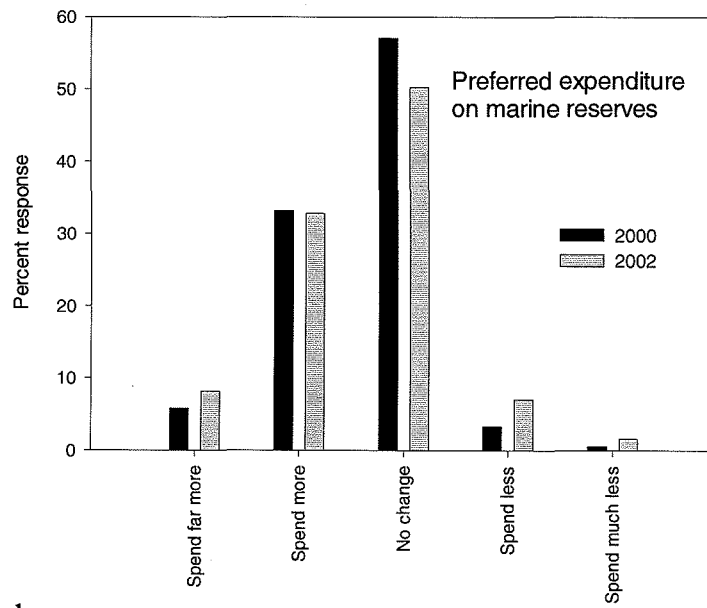 60
50
40
30
20
10
0
Percent response
Preferred expenditure
on marine reserves
2000
2002
Spend far more
Spend more
No change
Spend less
Spend much less